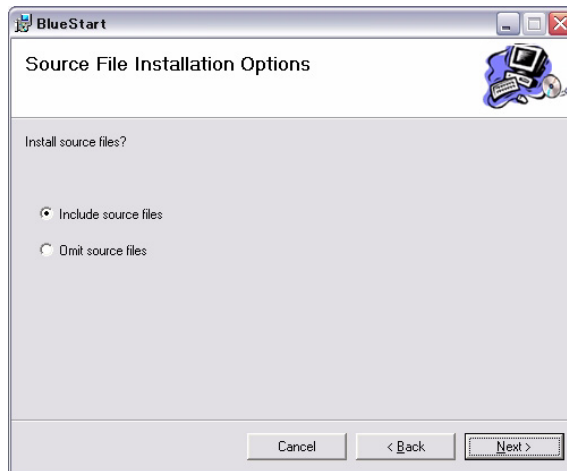 BlueStart
Source File Installation Options
Install source files?
Include source files
Omit source files
Cancel
< Back
Next >